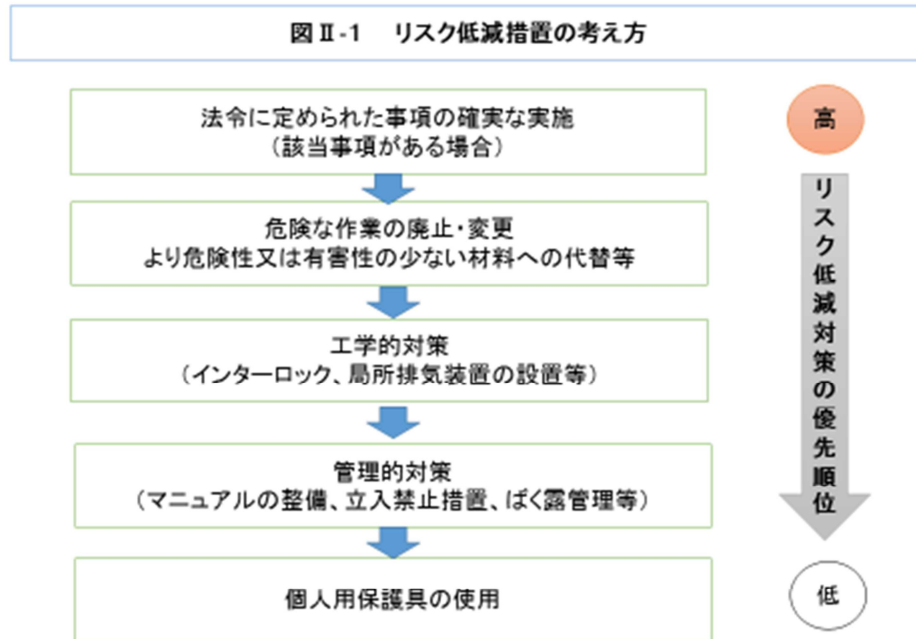 図Ⅱ-1 リスク低減措置の考え方
法令に定められた事項の確実な実施
(該当事項がある場合)
危険な作業の廃止・変更
より危険性又は有害性の少ない材料への代替等
工学的対策
(インターロック、局所排気装置の設置等)
管理的対策
(マニュアルの整備、立入禁止措置、ばく露管理等)
個人用保護具の使用
高
リスク低減対策の優先順位
低